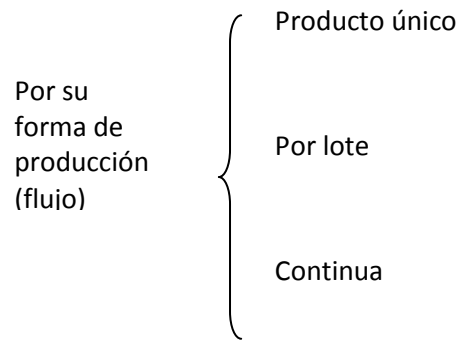 Producto único
Por su
forma de
producción
(flujo)
Por lote
Continua